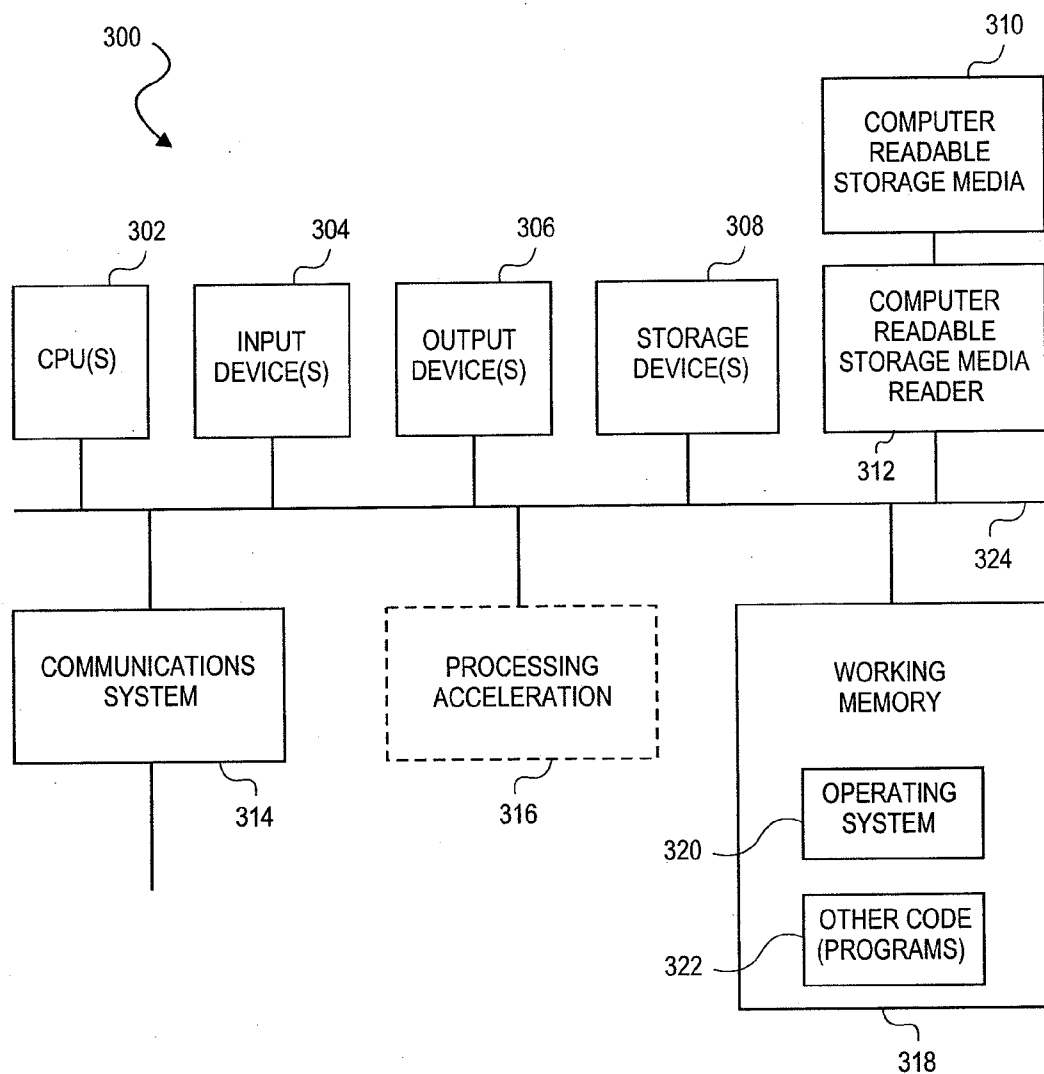 300
310
COMPUTER
READABLE
STORAGE MEDIA
302
304
306
308
CPU(S)
INPUT
DEVICE(S)
OUTPUT
DEVICE(S)
STORAGE
DEVICE(S)
COMPUTER
READABLE
STORAGE MEDIA
READER
312
324
COMMUNICATIONS
SYSTEM
314
PROCESSING
ACCELERATION
316
WORKING
MEMORY
OPERATING
SYSTEM
320
OTHER CODE
(PROGRAMS)
322
318